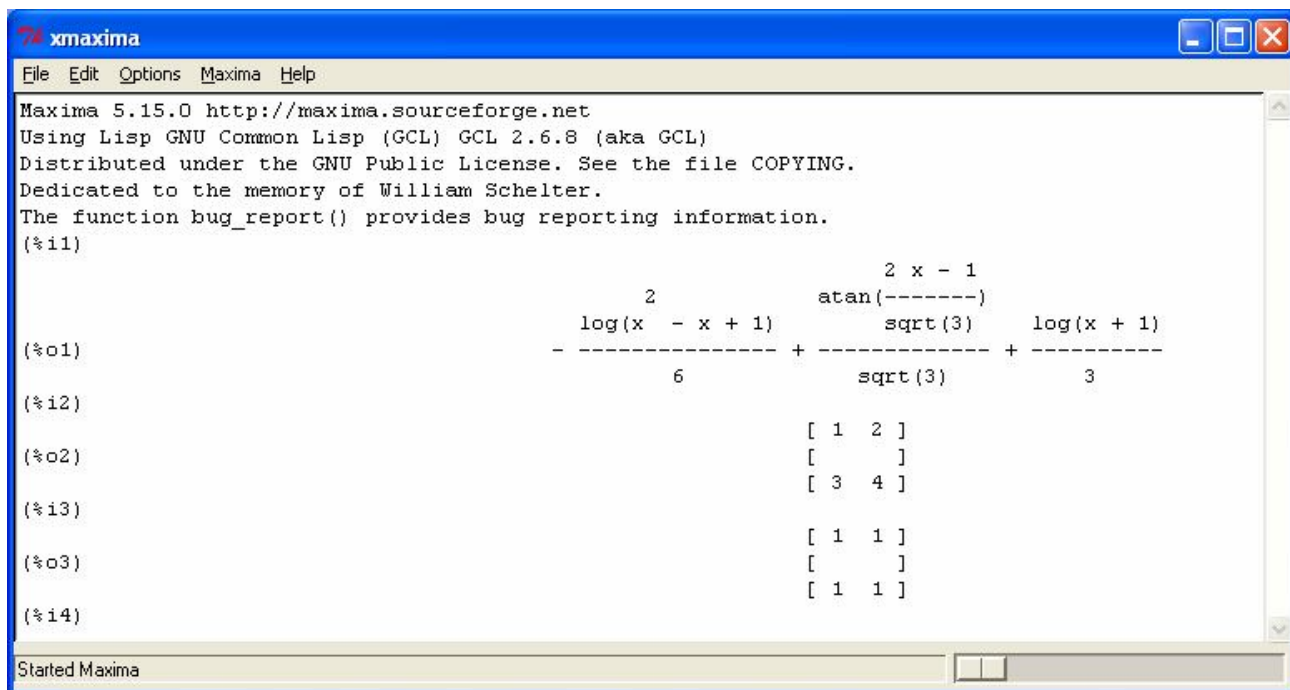 xmaxima
File Edit Options Maxima Help
Maxima 5.15.0 http://maxima.sourceforge.net
Using Lisp GNU Common Lisp (GCL) GCL 2.6.8 (aka GCL)
Distributed under the GNU Public License. See the file COPYING.
Dedicated to the memory of William Schelter.
The function bug_report() provides bug reporting information.
(%i1)
2 x - 1
2 atan(-------)
log(x - x + 1) sqrt(3) log(x + 1)
(%o1) - --------------- + ------------- + ----------
6 sqrt(3) 3
(%i2)
[ 1 2 ]
(%o2) [ ]
[ 3 4 ]
(%i3)
[ 1 1 ]
(%o3) [ ]
[ 1 1 ]
(%i4)
Started Maxima